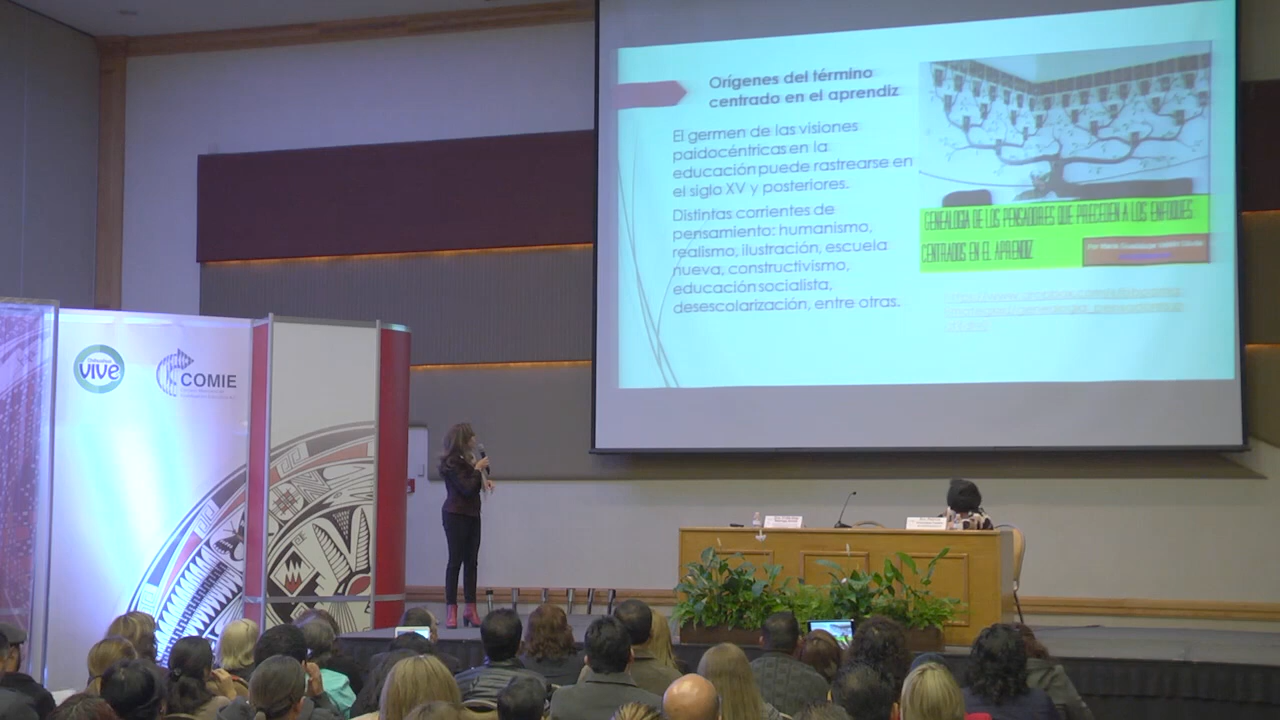 Orígenes del término
centrado en el aprendiz
El germen de las visiones
paidocéntricas en la
educación puede rastrearse en
el siglo XV y posteriores.
Distintas corrientes de
pensamiento: humanismo,
realismo, ilustración, escuela
nueva, constructivismo,
educación socialista,
desescolarización, entre otras.
GENEALOGIA DE LOS PENSADORES QUE PRECEDEN A LOS ENFOQUES
CENTRADOS EN EL APRENDIZ
Chihuahua
vive
COMIE